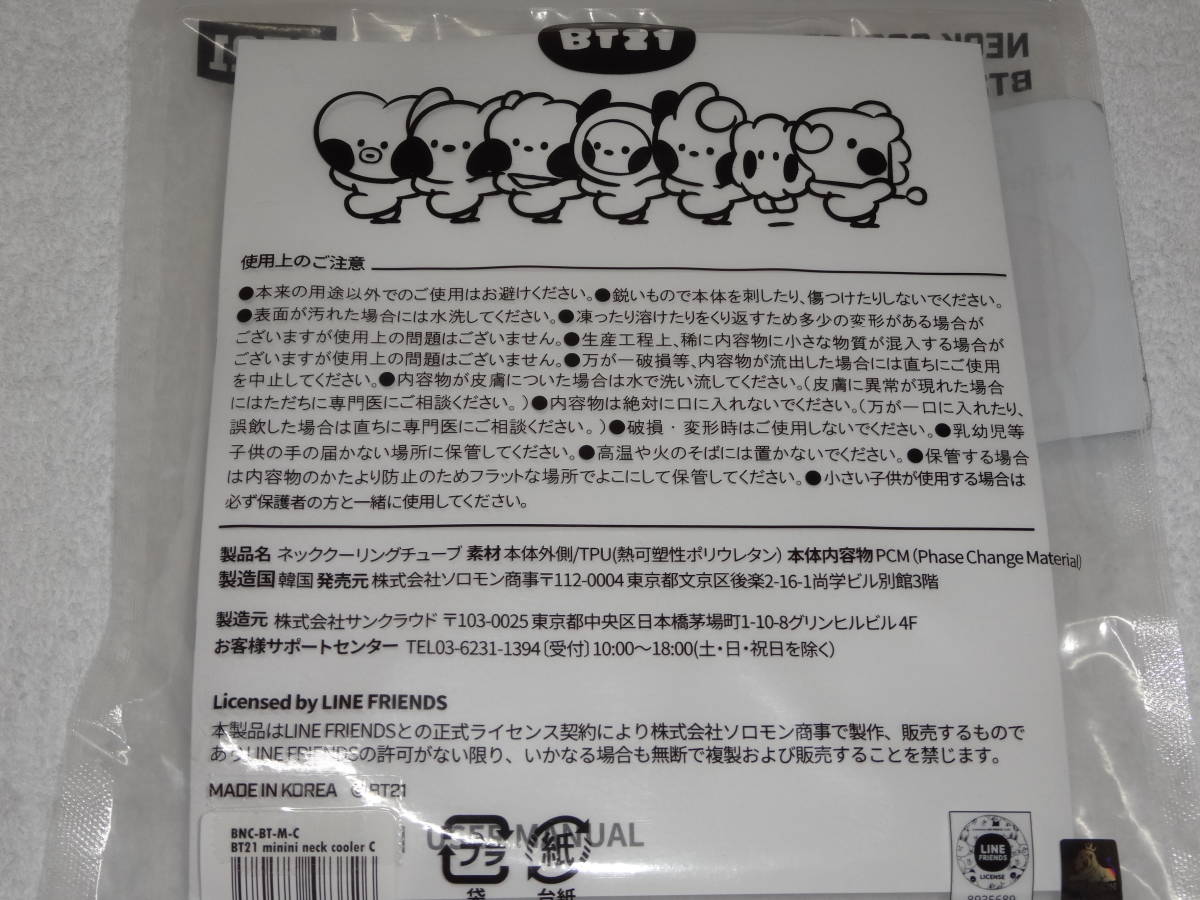 BT21
使用上のご注意
●本来の用途以外でのご使用はお避けください。●鋭いもので本体を刺したり、傷つけたりしないでください。
●表面が汚れた場合には水洗してください。●凍ったり溶けたりをくり返すため多少の変形がある場合が
ございますが使用上の問題はございません。●生産工程上、稀に内容物に小さな物質が混入する場合が
ございますが使用上の問題はございません。●万が一破損等、内容物が流出した場合には直ちにご使用
を中止してください。●内容物が皮膚についた場合は水で洗い流してください。(皮膚に異常が現れた場合
にはただちに専門医にご相談ください。)●内容物は絶対に口に入れないでください。(万が一口に入れたり、
誤飲した場合は直ちに専門医にご相談ください。)●破損・変形時はご使用しないでください。●乳幼児等
子供の手の届かない場所に保管してください。●高温や火のそばには置かないでください。●保管する場合
は内容物のかたより防止のためフラットな場所でよこにして保管してください。●小さい子供が使用する場合は
必ず保護者の方と一緒に使用してください。
製品名 ネッククーリングチューブ 素材 本体外側/TPU(熱可塑性ポリウレタン) 本体内容物 PCM (Phase Change Material)
製造国 韓国 発売元 株式会社ソロモン商事〒112-0004 東京都文京区後楽2-16-1尚学ビル別館3階
製造元 株式会社サンクラウド 〒103-0025 東京都中央区日本橋茅場町1-10-8グリンヒルビル4F
お客様サポートセンター TEL03-6231-1394〔受付〕10:00〜18:00(土・日・祝日を除く)
Licensed by LINE FRIENDS
本製品はLINE FRIENDSとの正式ライセンス契約により株式会社ソロモン商事で製作、販売するもので
あり LINE FRIENDSの許可がない限り、いかなる場合も無断で複製および販売することを禁じます。
MADE IN KOREA © BT21
BNC-BT-M-C
BT21 minini neck cooler C
USER MANUAL
プラ
袋
紙
台紙
LINE
FRIENDS
LICENSE